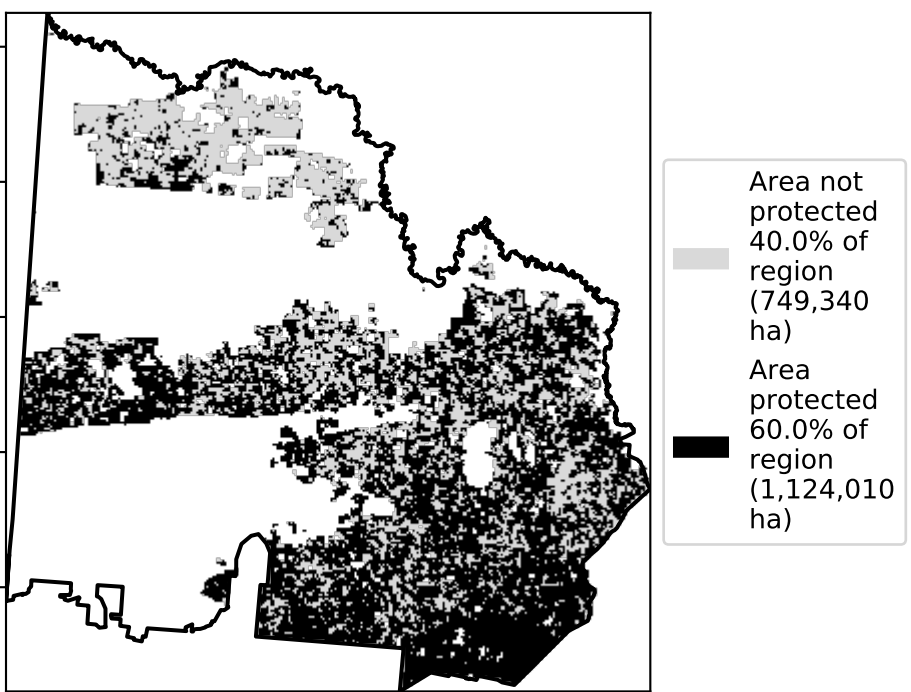 Area not
protected
40.0% of
region
(749,340
ha)
Area
protected
60.0% of
region
(1,124,010
ha)